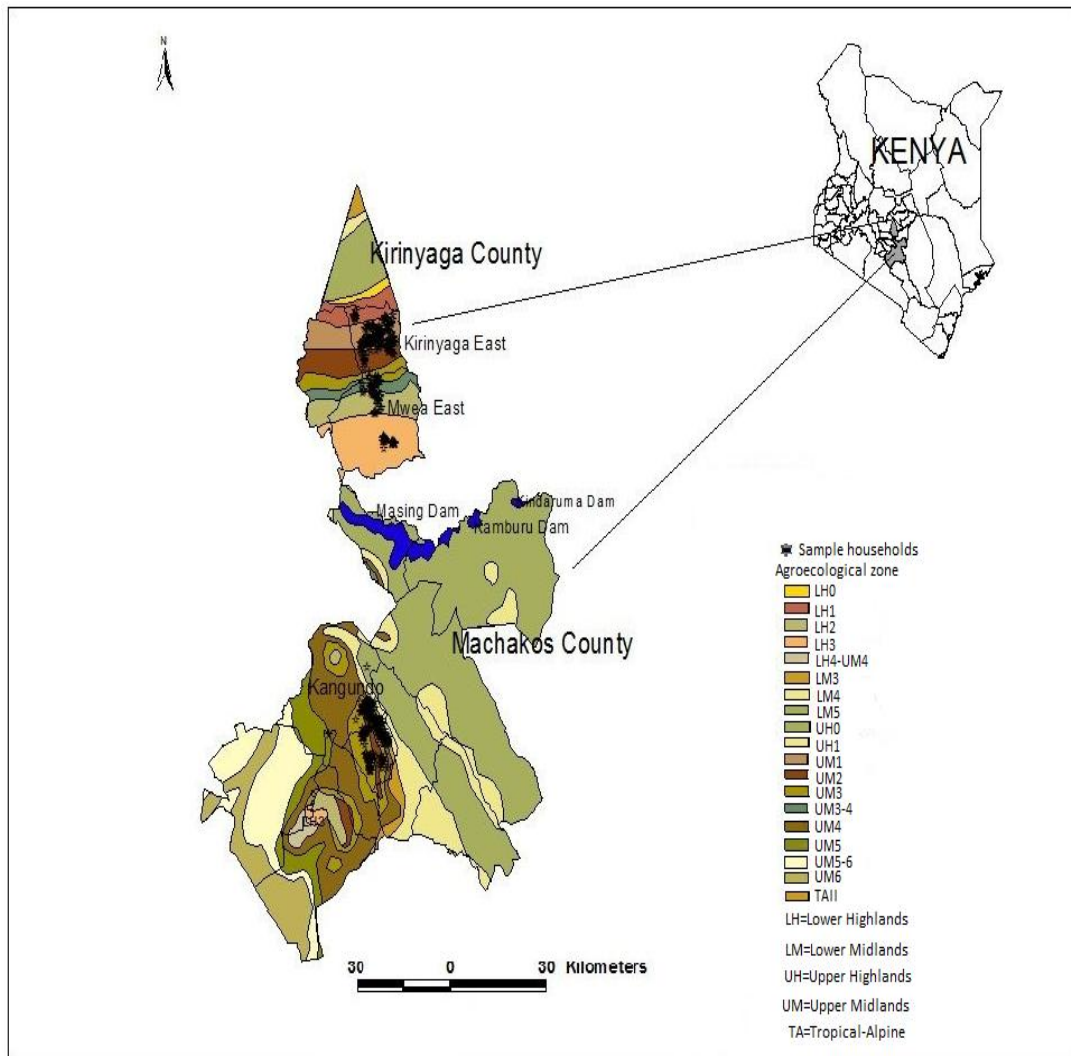 N
KENYA
Kirinyaga County
Kirinyaga East
Mwea East
Masing Dam
Kindaruma Dam
Kamburu Dam
Machakos County
Kangundo
Sample households
Agroecological zone
LH0
LH1
LH2
LH3
LH4-UM4
LM3
LM4
LM5
UH0
UH1
UM1
UM2
UM3
UM3-4
UM4
UM5
UM5-6
UM6
TAII
LH=Lower Highlands
LM=Lower Midlands
UH=Upper Highlands
UM=Upper Midlands
TA=Tropical-Alpine
30 0 30 Kilometers